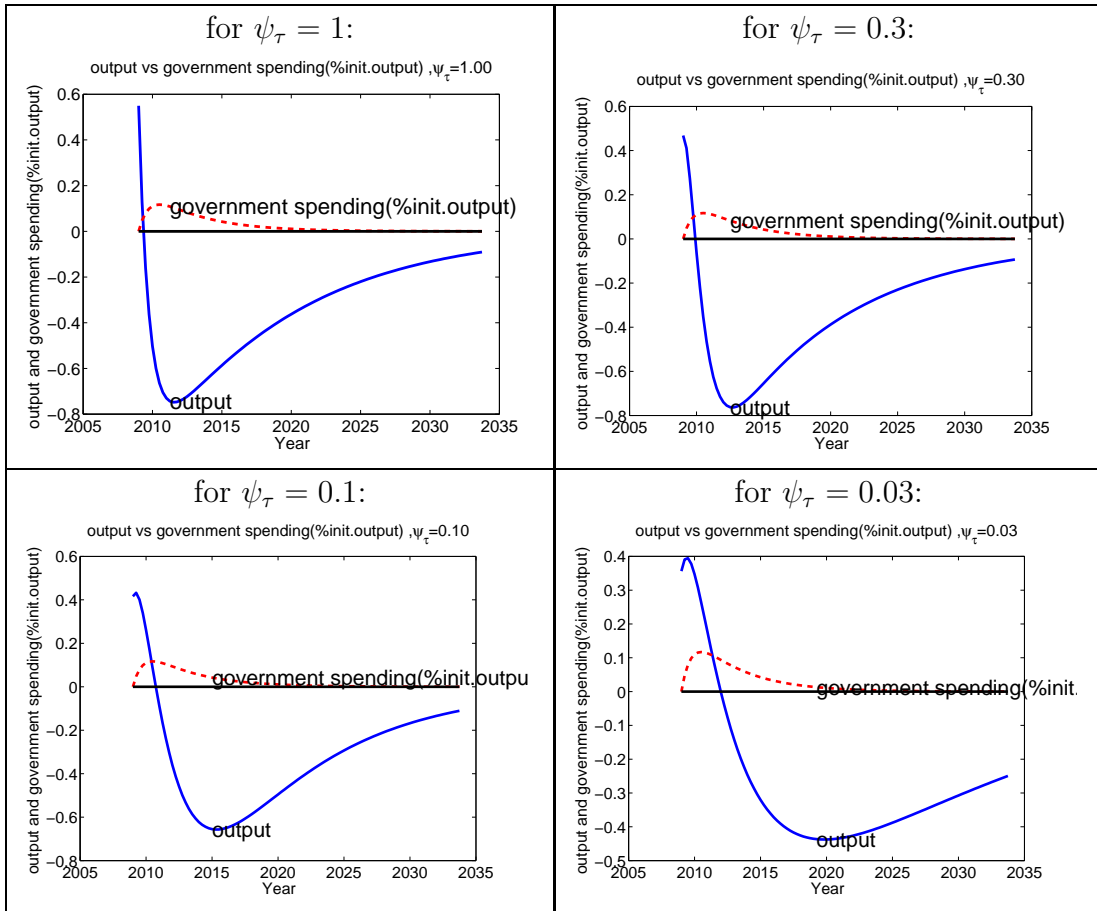 for ψτ = 1:
output vs government spending(%init.output) ,ψτ=1.00
output and government spending(%init.output)
0.6
0.4
0.2
0
−0.2
−0.4
−0.6
−0.8
government spending(%init.output)
output
2005 2010 2015 2020 2025 2030 2035
Year
for ψτ = 0.3:
output vs government spending(%init.output) ,ψτ=0.30
output and government spending(%init.output)
0.6
0.4
0.2
0
−0.2
−0.4
−0.6
−0.8
government spending(%init.output)
output
2005 2010 2015 2020 2025 2030 2035
Year
for ψτ = 0.1:
output vs government spending(%init.output) ,ψτ=0.10
output and government spending(%init.output)
0.6
0.4
0.2
0
−0.2
−0.4
−0.6
−0.8
government spending(%init.outpu
output
2005 2010 2015 2020 2025 2030 2035
Year
for ψτ = 0.03:
output vs government spending(%init.output) ,ψτ=0.03
output and government spending(%init.output)
0.4
0.3
0.2
0.1
0
−0.1
−0.2
−0.3
−0.4
−0.5
government spending(%init.
output
2005 2010 2015 2020 2025 2030 2035
Year